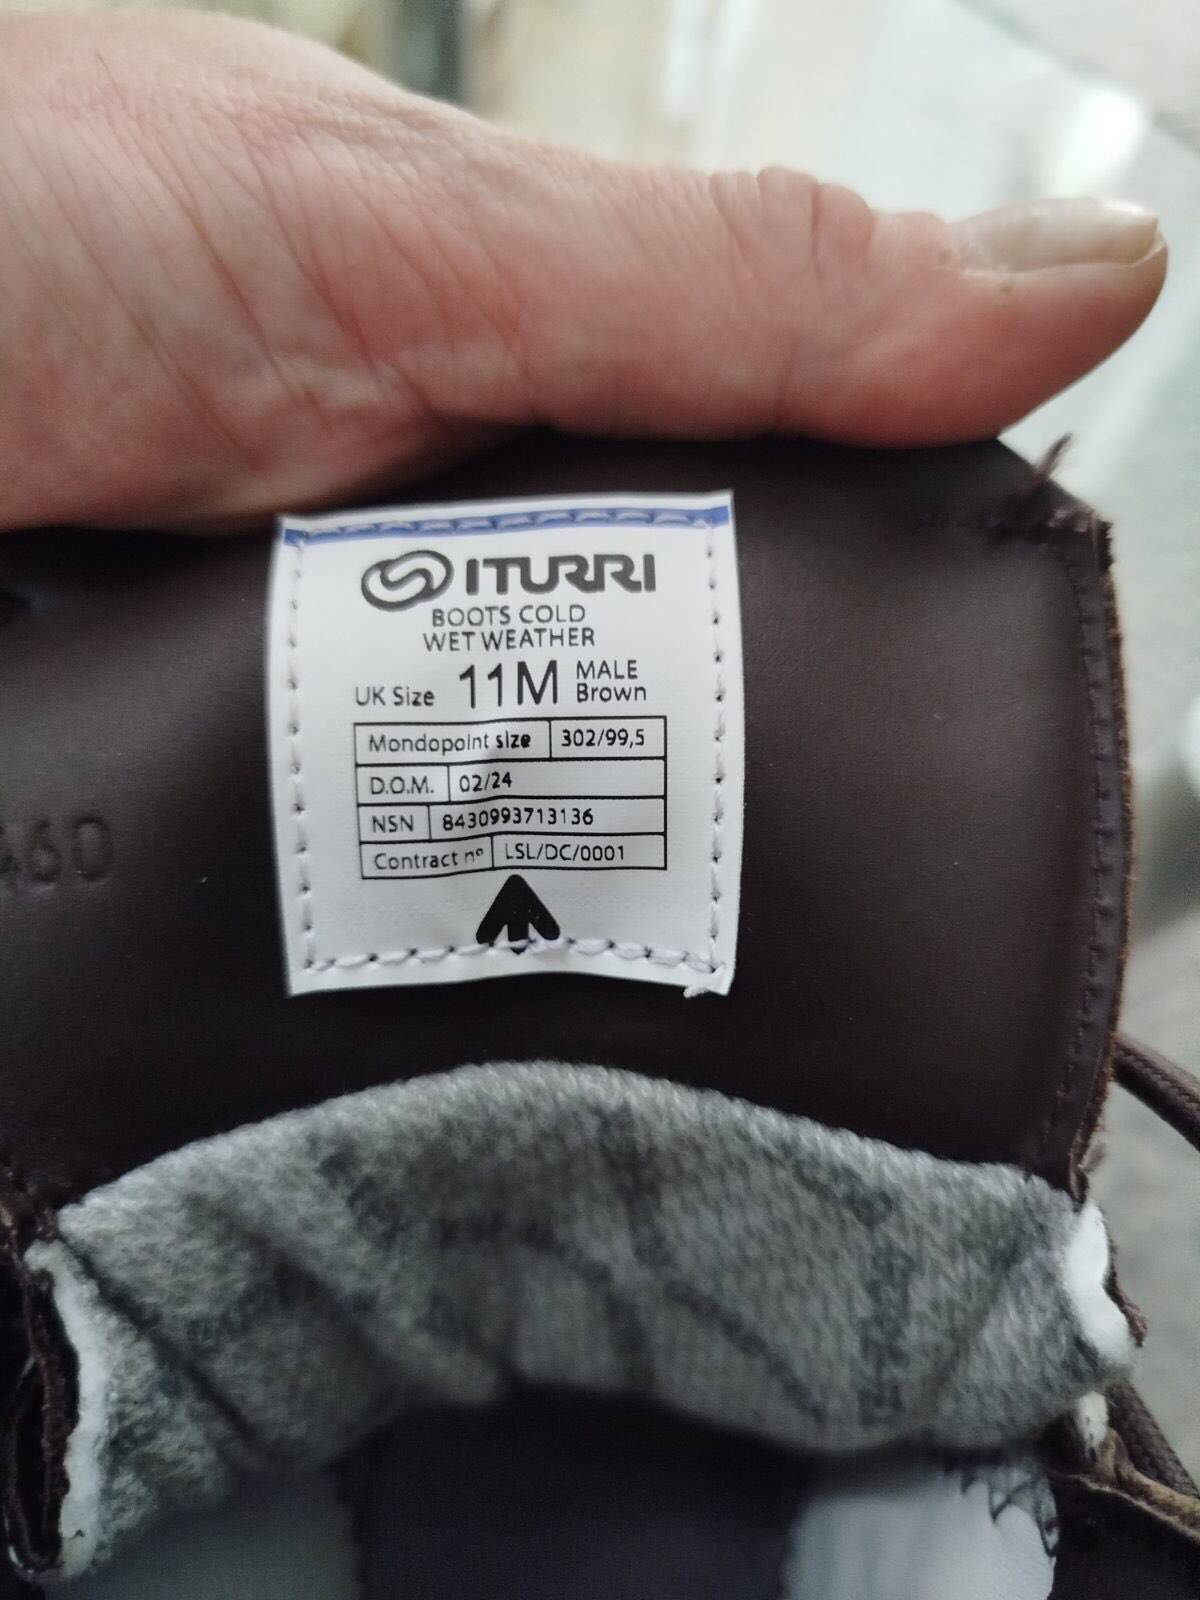 ITURRI
BOOTS COLD
WET WEATHER
UK Size 11M MALE Brown
Mondopoint size 302/99,5
D.O.M. 02/24
NSN 8430993713136
Contract nº LSL/DC/0001